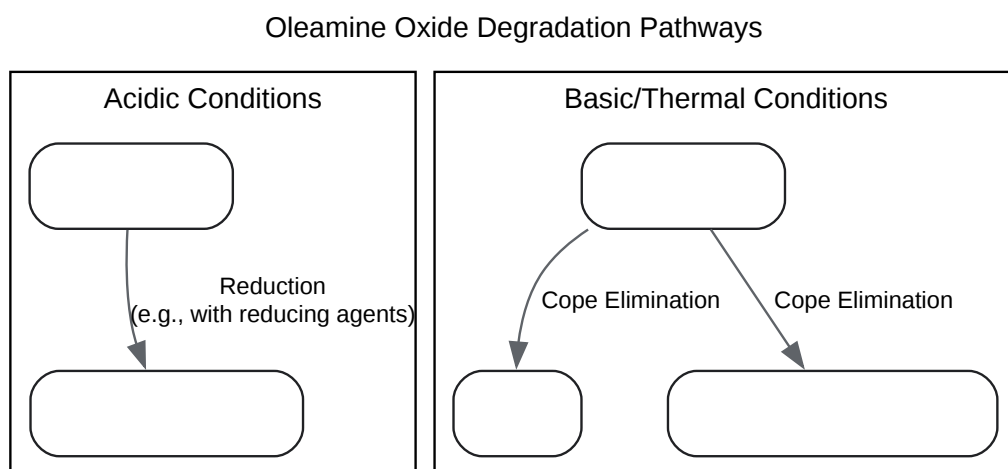 Oleamine Oxide Degradation Pathways
Acidic Conditions
Basic/Thermal Conditions
Reduction
(e.g., with reducing agents)
Cope Elimination
Cope Elimination